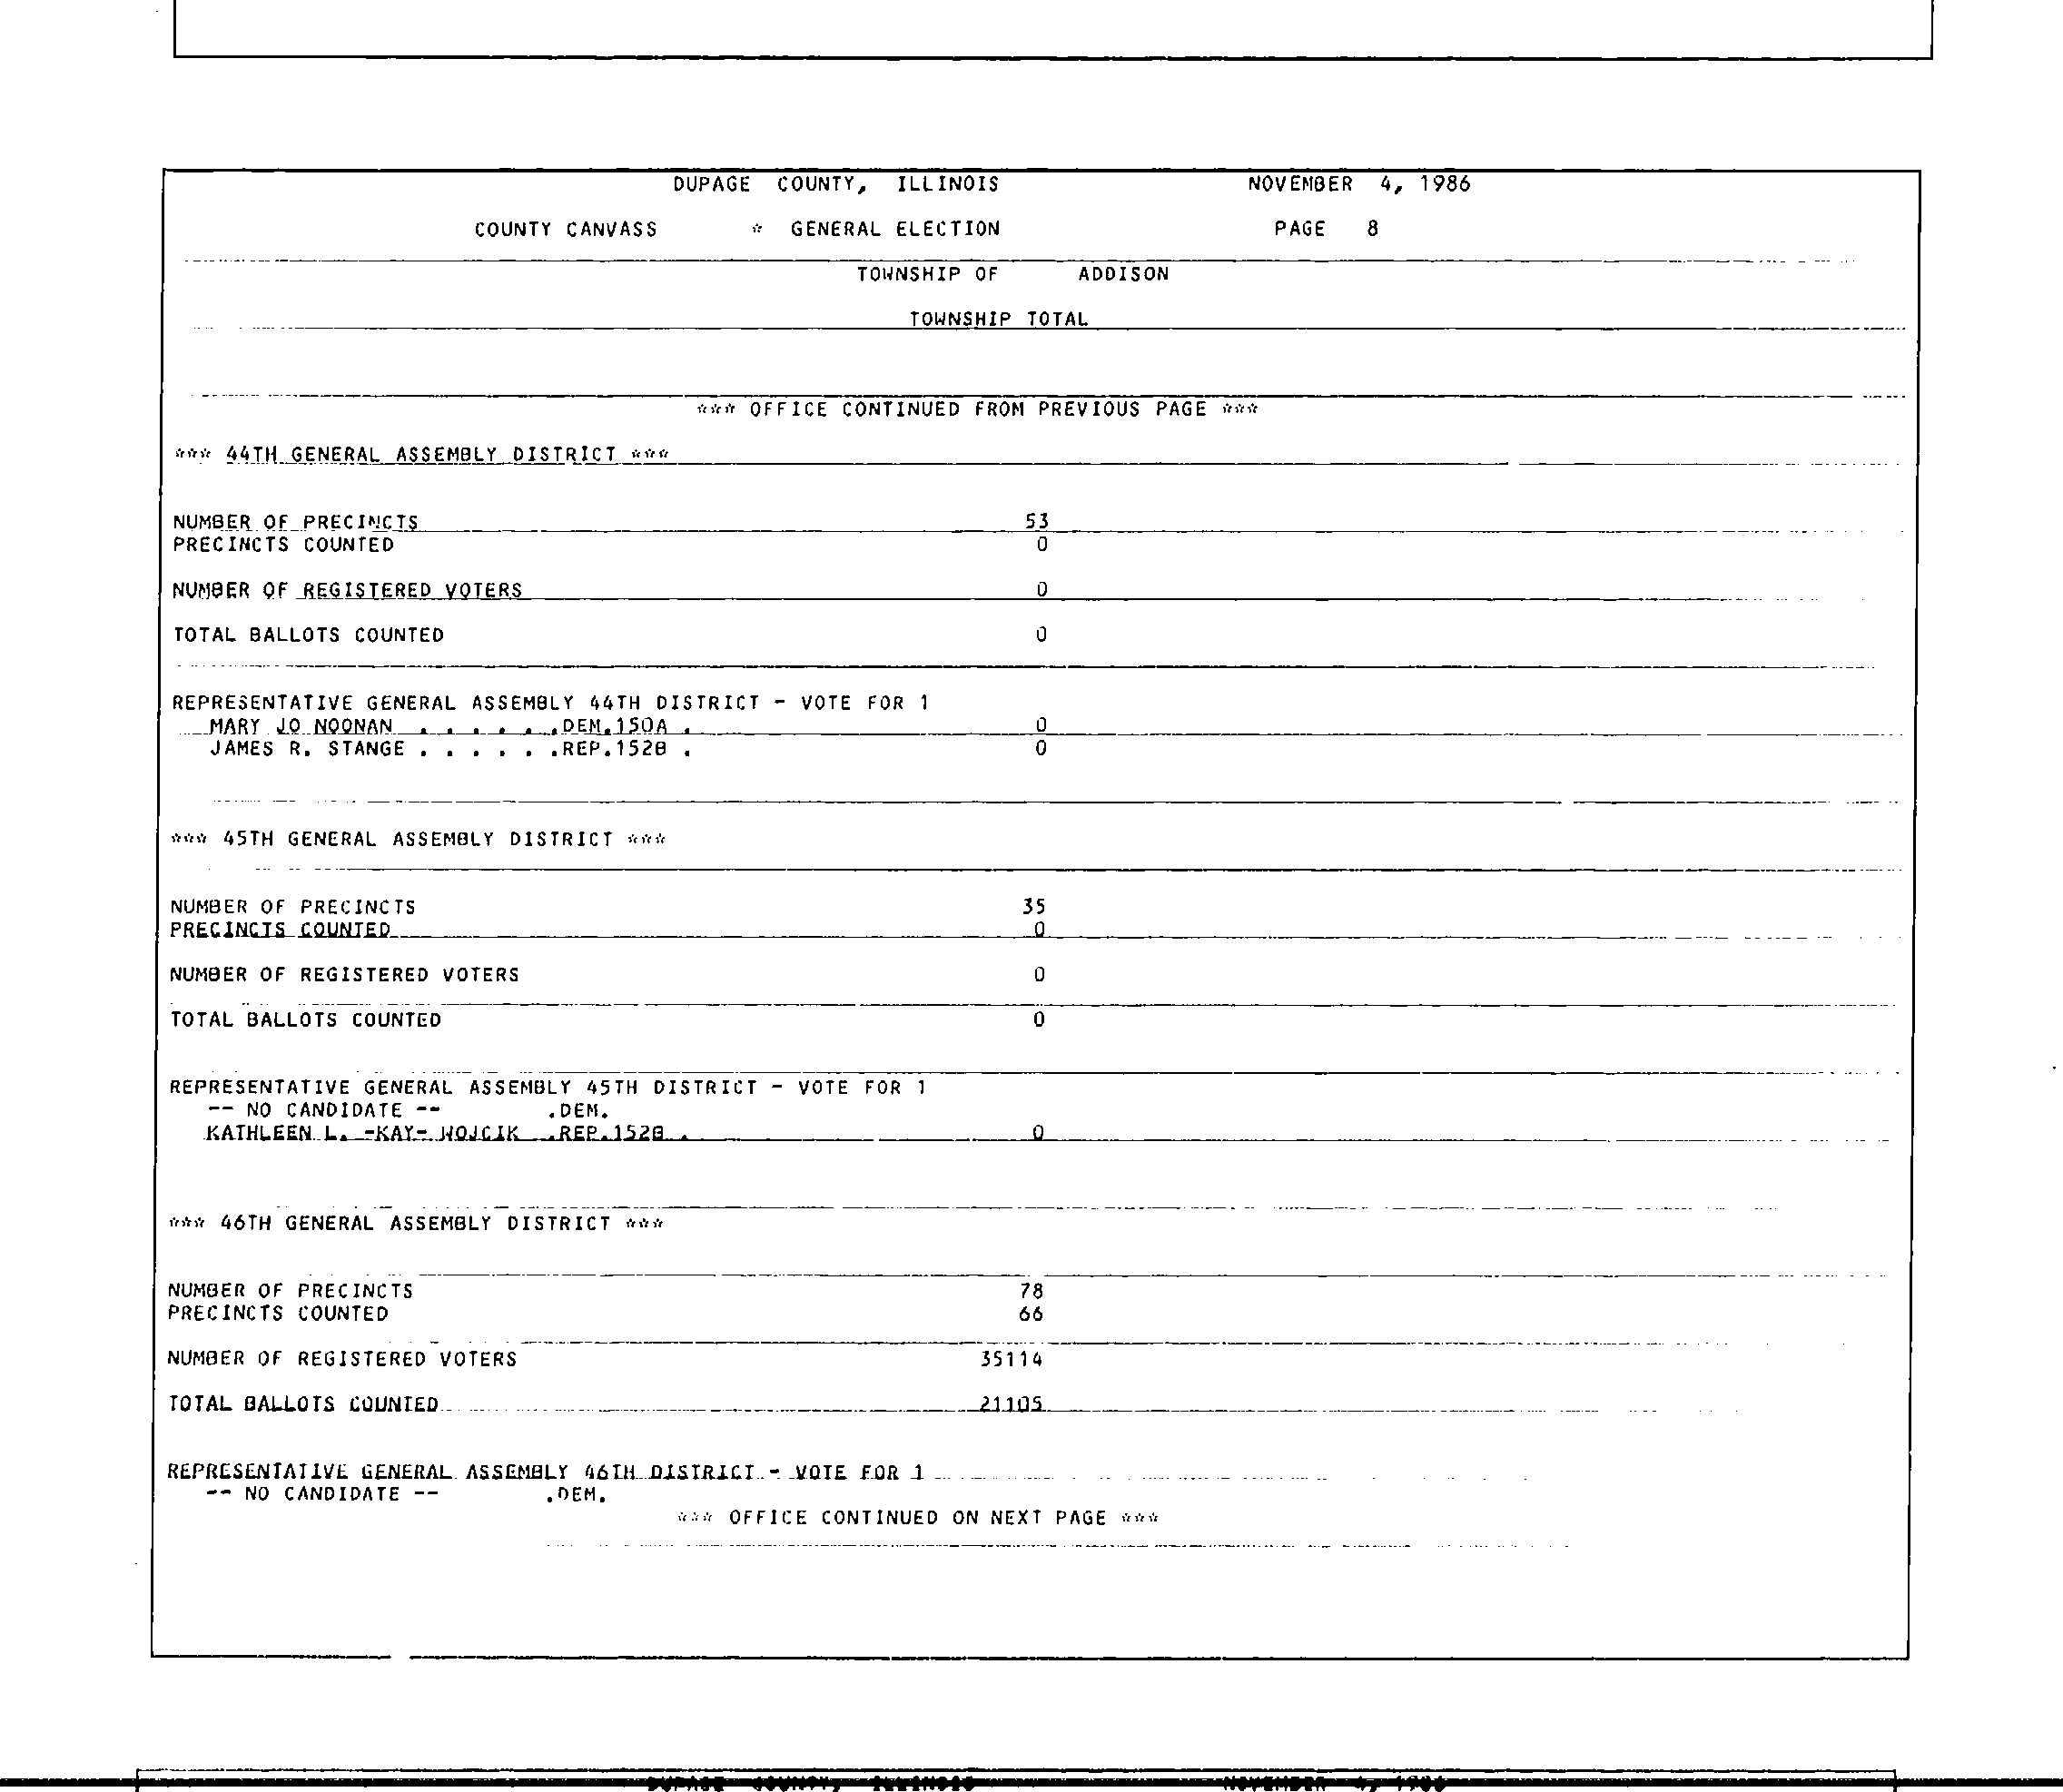 DUPAGE COUNTY, ILLINOIS NOVEMBER 4, 1986
COUNTY CANVASS * GENERAL ELECTION PAGE 8
TOWNSHIP OF ADDISON
TOWNSHIP TOTAL
*** OFFICE CONTINUED FROM PREVIOUS PAGE ***
*** 44TH GENERAL ASSEMBLY DISTRICT ***
NUMBER OF PRECINCTS 53
PRECINCTS COUNTED 0
NUMBER OF REGISTERED VOTERS 0
TOTAL BALLOTS COUNTED 0
REPRESENTATIVE GENERAL ASSEMBLY 44TH DISTRICT - VOTE FOR 1
MARY JO NOONAN . . . . . .DEM.150A . 0
JAMES R. STANGE . . . . . .REP.152B . 0
*** 45TH GENERAL ASSEMBLY DISTRICT ***
NUMBER OF PRECINCTS 35
PRECINCTS COUNTED 0
NUMBER OF REGISTERED VOTERS 0
TOTAL BALLOTS COUNTED 0
REPRESENTATIVE GENERAL ASSEMBLY 45TH DISTRICT - VOTE FOR 1
-- NO CANDIDATE -- .DEM.
KATHLEEN L. -KAY- WOJCIK .REP.152B . 0
*** 46TH GENERAL ASSEMBLY DISTRICT ***
NUMBER OF PRECINCTS 78
PRECINCTS COUNTED 66
NUMBER OF REGISTERED VOTERS 35114
TOTAL BALLOTS COUNTED 21105
REPRESENTATIVE GENERAL ASSEMBLY 46TH DISTRICT - VOTE FOR 1
-- NO CANDIDATE -- .DEM.
*** OFFICE CONTINUED ON NEXT PAGE ***
DUPAGE COUNTY, ILLINOIS NOVEMBER 4, 1986